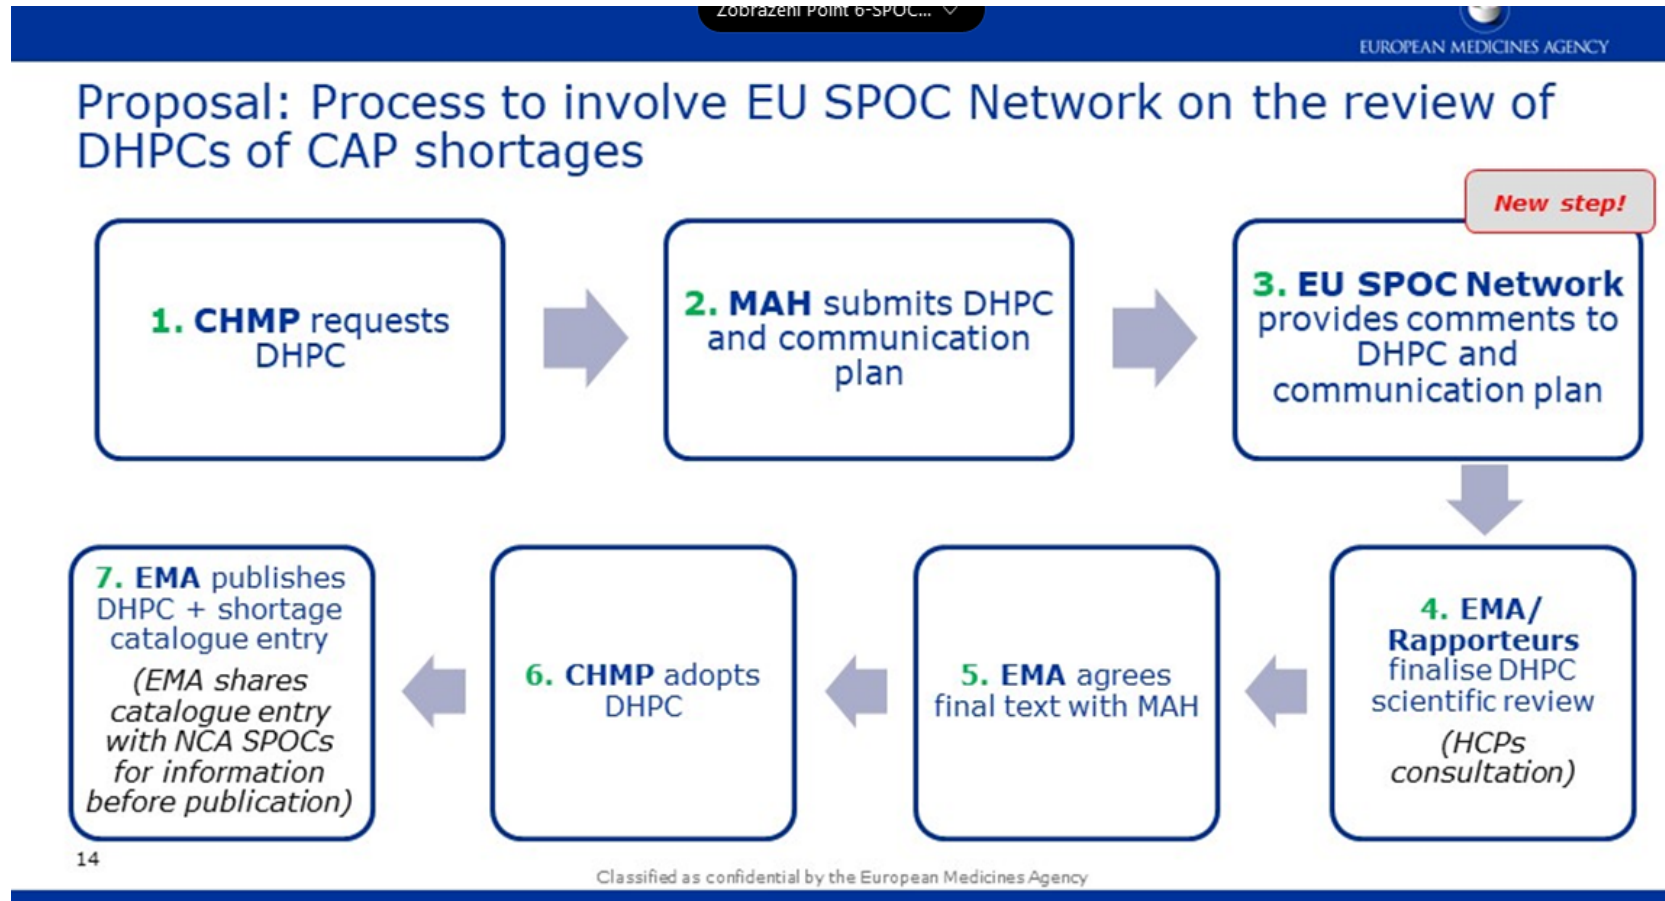 Zobrazení Point 6-SPOC...
EUROPEAN MEDICINES AGENCY
Proposal: Process to involve EU SPOC Network on the review of
DHPCs of CAP shortages
New step!
1. CHMP requests
DHPC
2. MAH submits DHPC
and communication
plan
3. EU SPOC Network
provides comments to
DHPC and
communication plan
4. EMA/
Rapporteurs
finalise DHPC
scientific review
(HCPs
consultation)
5. EMA agrees
final text with MAH
6. CHMP adopts
DHPC
7. EMA publishes
DHPC + shortage
catalogue entry
(EMA shares
catalogue entry
with NCA SPOCs
for information
before publication)
14
Classified as confidential by the European Medicines Agency